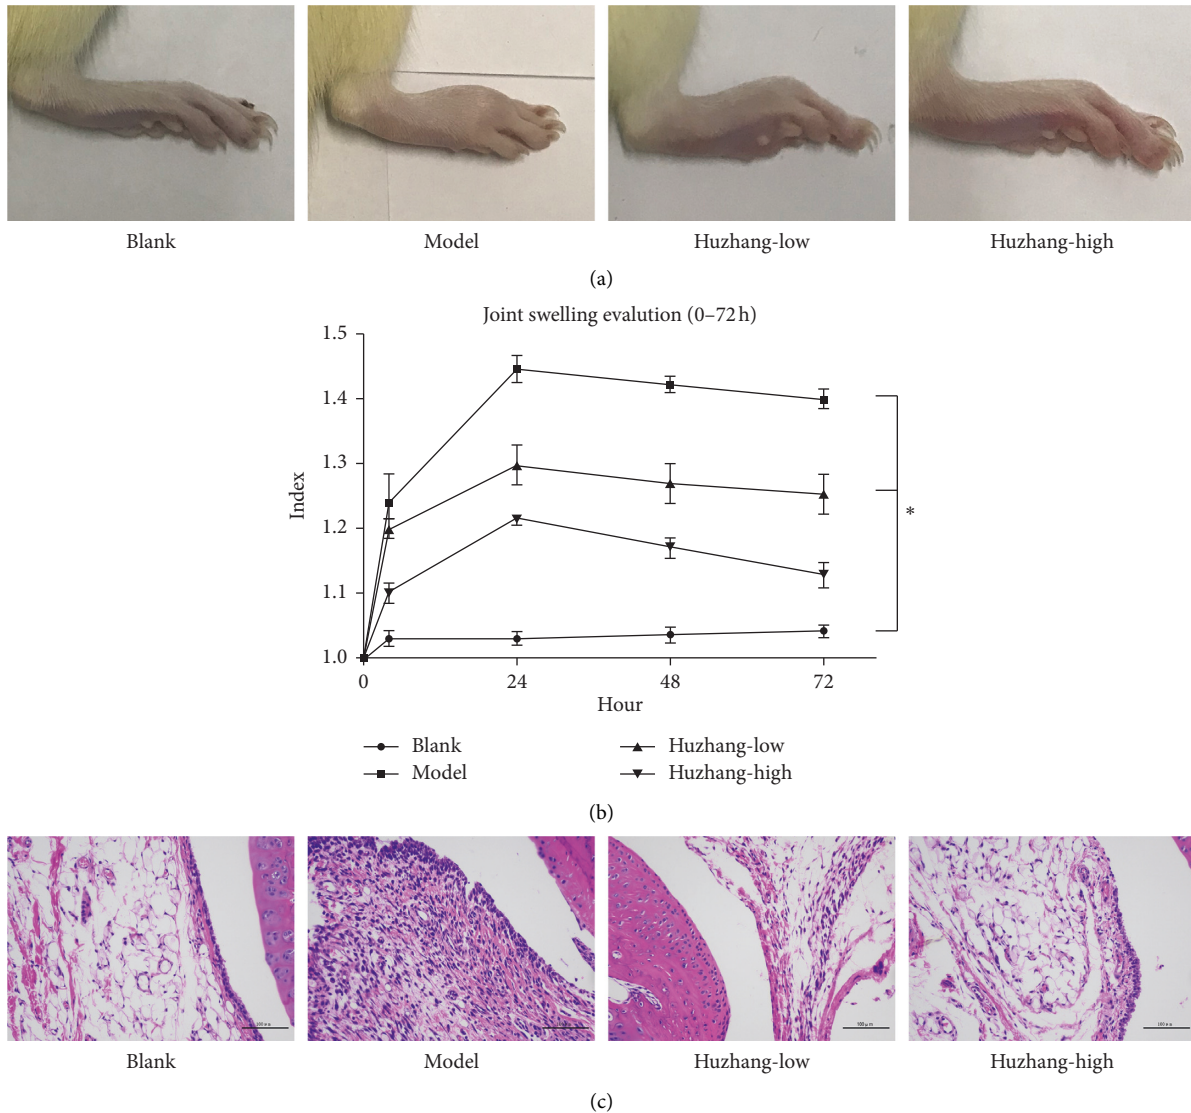 Blank Model Huzhang-low Huzhang-high
(a)
Joint swelling evalution (0–72 h)
1.5
1.4
1.3
1.2
1.1
1.0
Index
*
0 24 48 72
Hour
Blank Huzhang-low
Model Huzhang-high
(b)
Blank Model Huzhang-low Huzhang-high
(c)